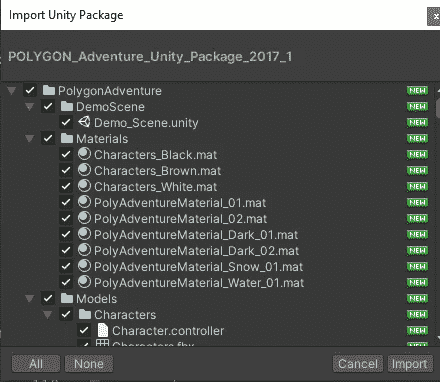 Import Unity Package
POLYGON_Adventure_Unity_Package_2017_1
PolygonAdventure NEW
DemoScene NEW
Demo_Scene.unity NEW
Materials NEW
Characters_Black.mat NEW
Characters_Brown.mat NEW
Characters_White.mat NEW
PolyAdventureMaterial_01.mat NEW
PolyAdventureMaterial_02.mat NEW
PolyAdventureMaterial_Dark_01.mat NEW
PolyAdventureMaterial_Dark_02.mat NEW
PolyAdventureMaterial_Snow_01.mat NEW
PolyAdventureMaterial_Water_01.mat NEW
Models NEW
Characters NEW
Character.controller NEW
Characters.fbx
All None Cancel Import